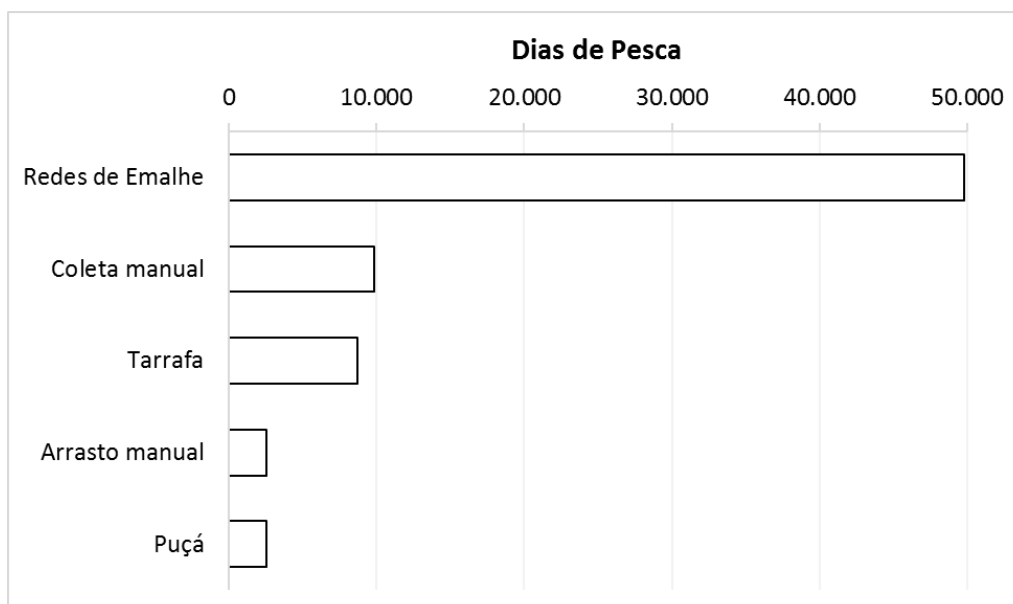 Dias de Pesca
0 10.000 20.000 30.000 40.000 50.000
Redes de Emalhe
Coleta manual
Tarrafa
Arrasto manual
Puçá